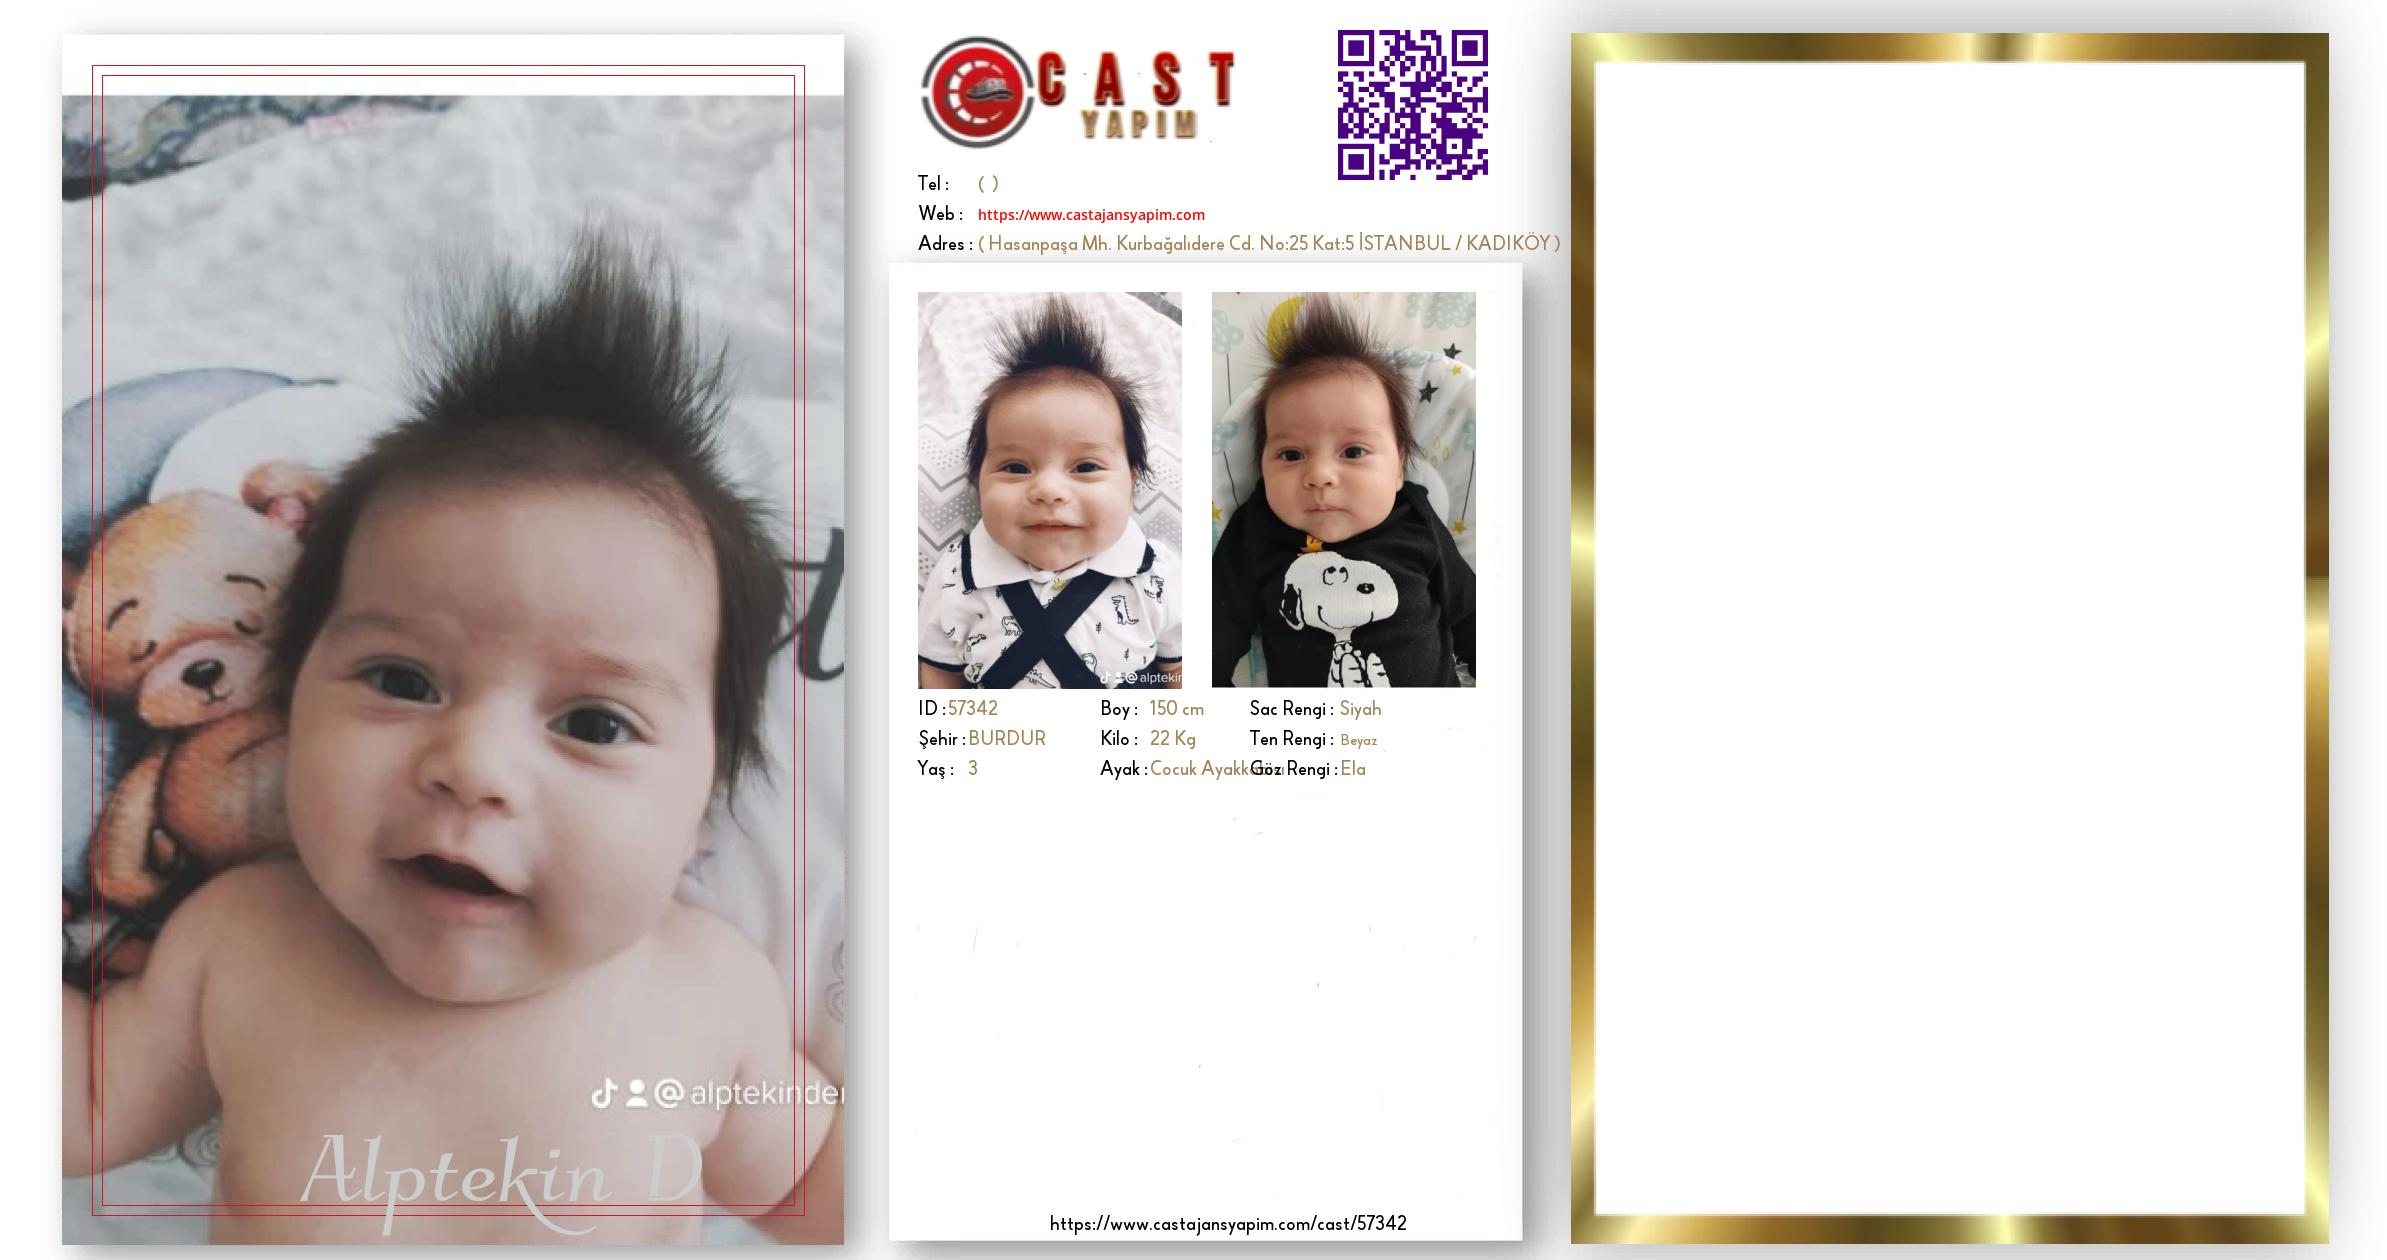 alptekinder
Alptekin D
CAST
YAPIM
Tel : ( )
Web : https://www.castajansyapim.com
Adres : ( Hasanpaşa Mh. Kurbağalıdere Cd. No:25 Kat:5 İSTANBUL / KADIKÖY )
alptekin
ID : 57342 Boy : 150 cm Sac Rengi : Siyah
Şehir : BURDUR Kilo : 22 Kg Ten Rengi : Beyaz
Yaş : 3 Ayak : Cocuk Ayakkabısı Göz Rengi : Ela
https://www.castajansyapim.com/cast/57342